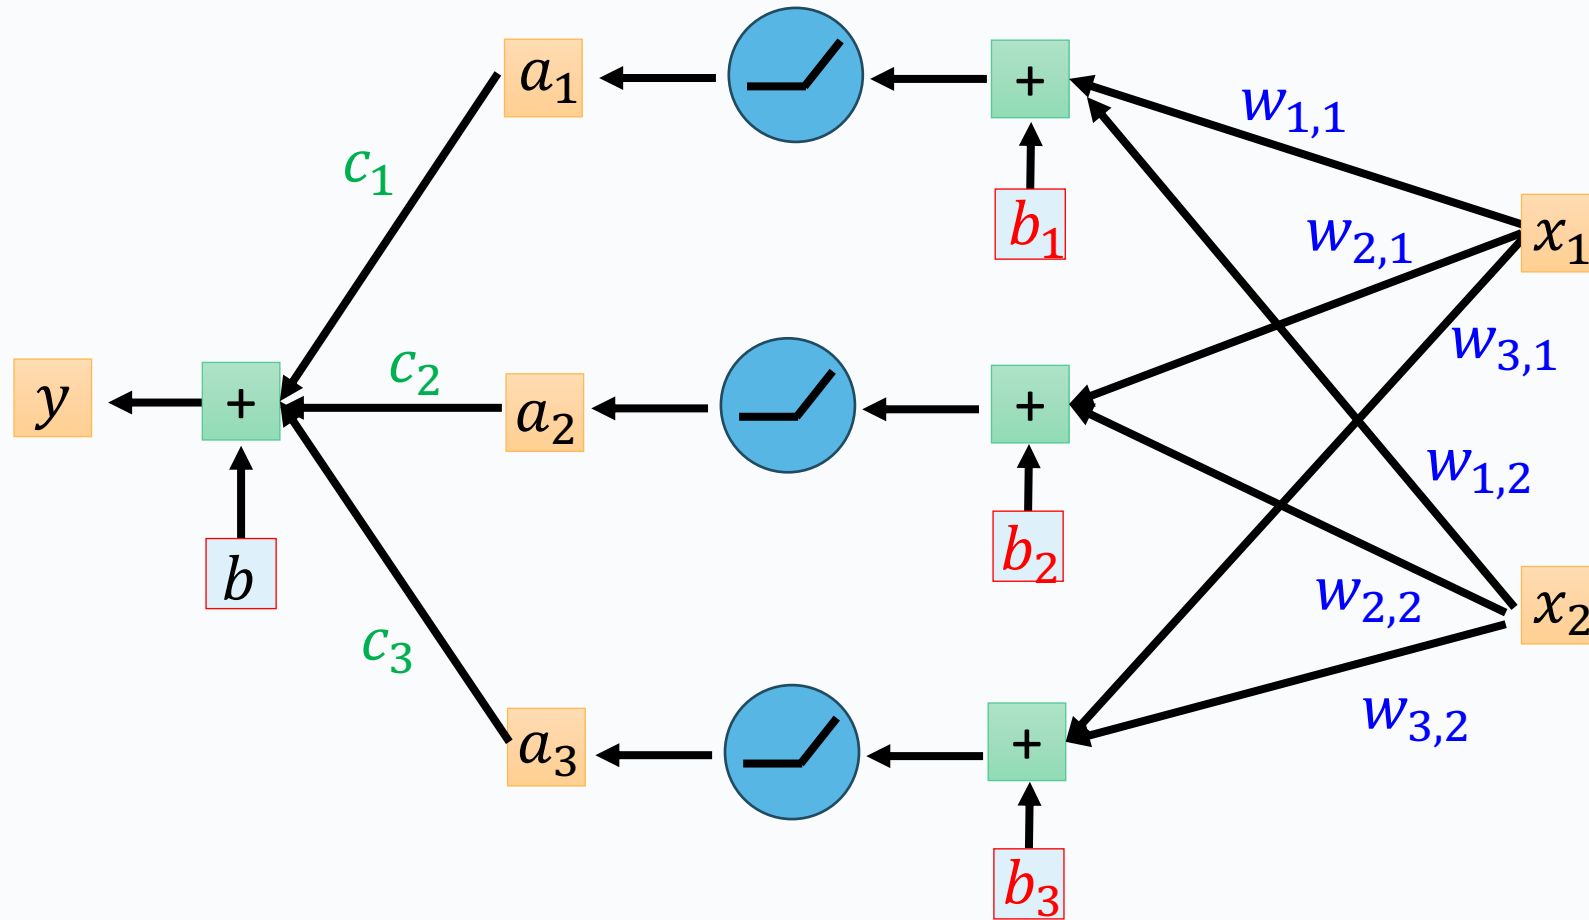 a₁
+
w₁,₁
c₁
b₁
w₂,₁
x₁
w₃,₁
y
+
c₂
a₂
+
w₁,₂
b
b₂
w₂,₂
x₂
c₃
w₃,₂
a₃
+
b₃